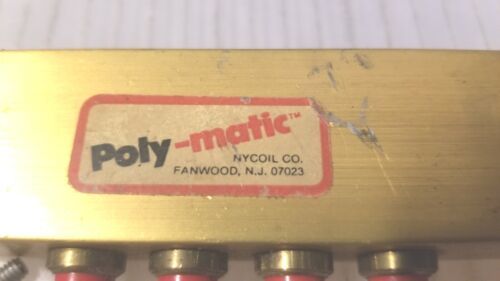 Poly-matic™
NYCOIL CO.
FANWOOD, N.J. 07023